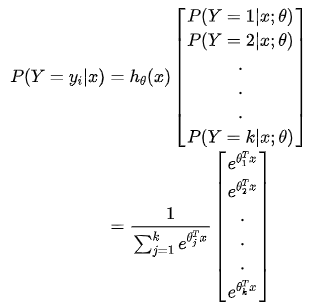 P(Y = y_i|x) = h_θ(x) [P(Y = 1|x; θ)
P(Y = 2|x; θ)
.
.
.
P(Y = k|x; θ)]
= 1 / ∑_{j=1}^{k} e^{θ_j^T x} [e^{θ_1^T x}
e^{θ_2^T x}
.
.
.
e^{θ_k^T x}]